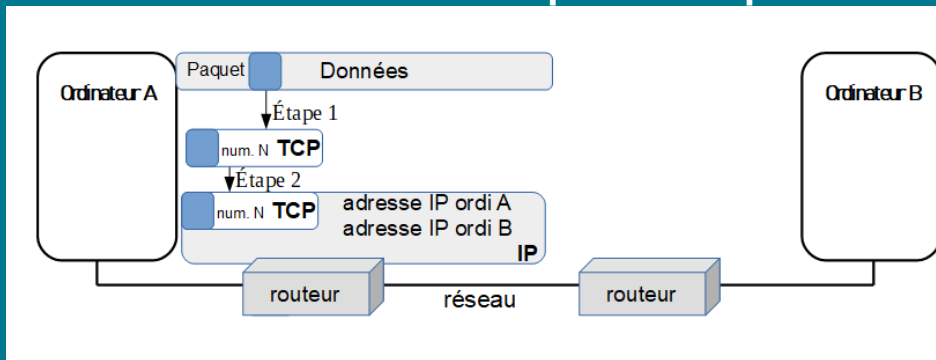 Ordinateur A
Paquet Données
Étape 1
num. N TCP
Étape 2
num. N TCP
adresse IP ordi A
adresse IP ordi B
IP
Ordinateur B
routeur
réseau
routeur